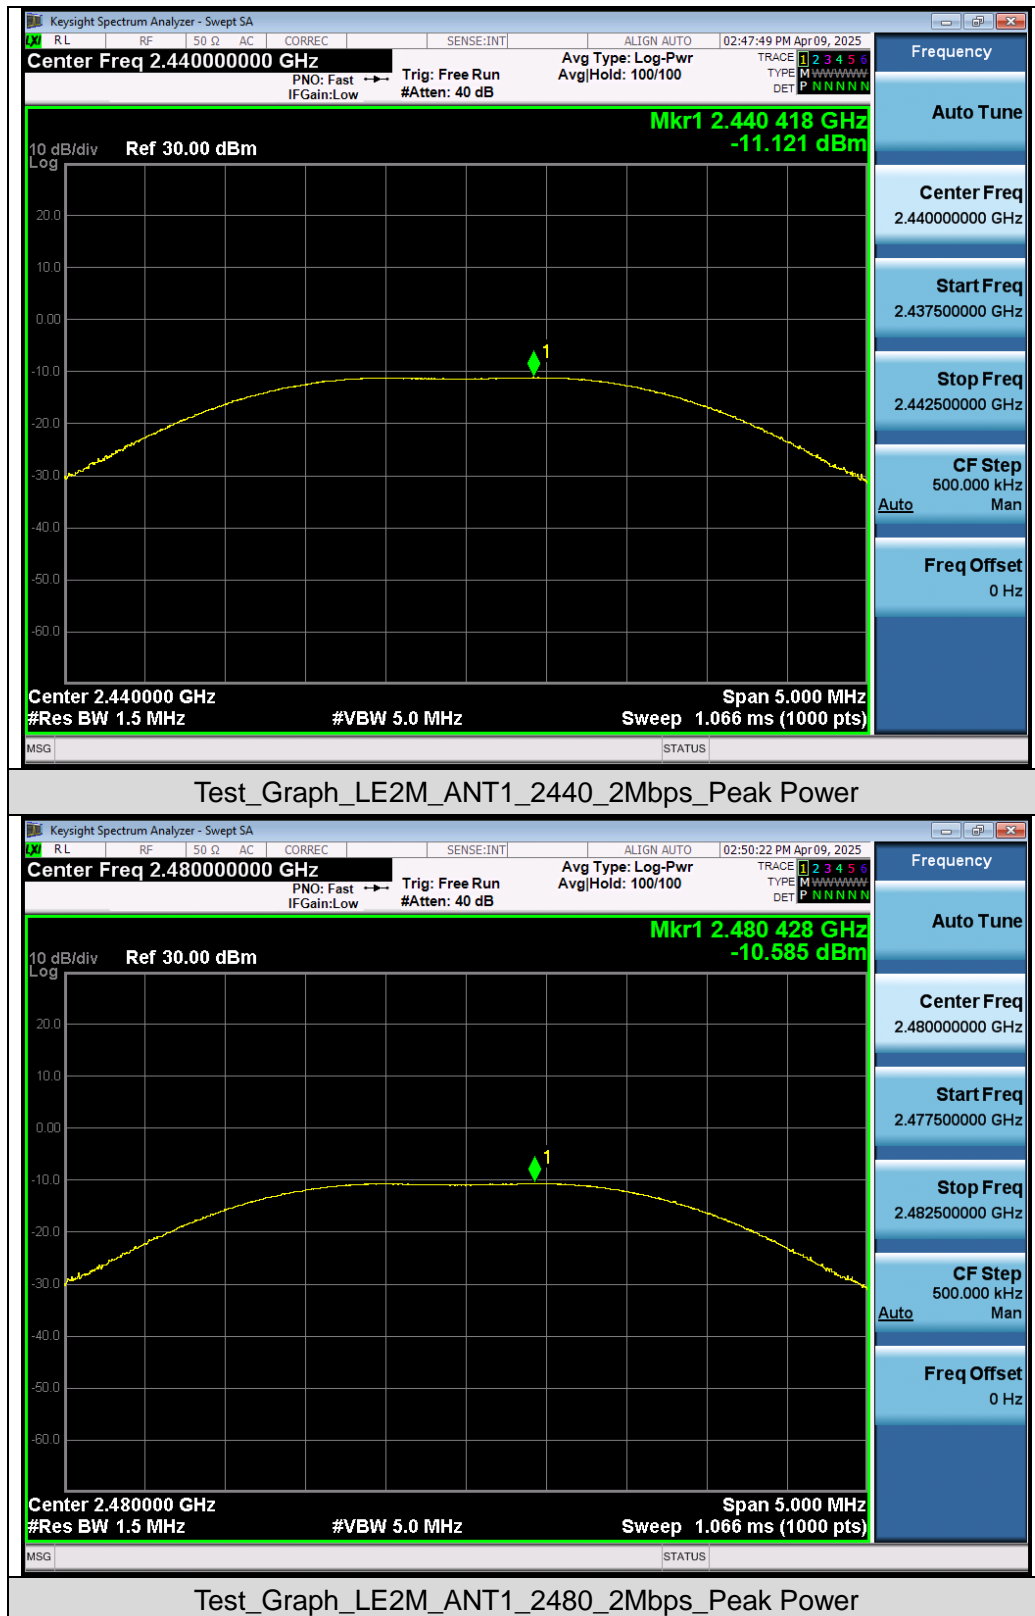 Keysight Spectrum Analyzer - Swept SA
LXI RL RF 50 Ω AC CORREC SENSE:INT ALIGN AUTO 02:47:49 PM Apr 09, 2025
Center Freq 2.440000000 GHz
PNO: Fast
IFGain:Low
Trig: Free Run
#Atten: 40 dB
Avg Type: Log-Pwr
Avg|Hold: 100/100
TRACE 1 2 3 4 5 6
TYPE M WWWWW
DET P N N N N N
Frequency
Mkr1 2.440 418 GHz
-11.121 dBm
10 dB/div Ref 30.00 dBm
Log
20.0
10.0
0.00
-10.0
-20.0
-30.0
-40.0
-50.0
-60.0
1
Center 2.440000 GHz Span 5.000 MHz
#Res BW 1.5 MHz #VBW 5.0 MHz Sweep 1.066 ms (1000 pts)
Auto Tune
Center Freq
2.440000000 GHz
Start Freq
2.437500000 GHz
Stop Freq
2.442500000 GHz
CF Step
500.000 kHz
Auto Man
Freq Offset
0 Hz
MSG STATUS
Test_Graph_LE2M_ANT1_2440_2Mbps_Peak Power
Keysight Spectrum Analyzer - Swept SA
LXI RL RF 50 Ω AC CORREC SENSE:INT ALIGN AUTO 02:50:22 PM Apr 09, 2025
Center Freq 2.480000000 GHz
PNO: Fast
IFGain:Low
Trig: Free Run
#Atten: 40 dB
Avg Type: Log-Pwr
Avg|Hold: 100/100
TRACE 1 2 3 4 5 6
TYPE M WWWWW
DET P N N N N N
Frequency
Mkr1 2.480 428 GHz
-10.585 dBm
10 dB/div Ref 30.00 dBm
Log
20.0
10.0
0.00
-10.0
-20.0
-30.0
-40.0
-50.0
-60.0
1
Center 2.480000 GHz Span 5.000 MHz
#Res BW 1.5 MHz #VBW 5.0 MHz Sweep 1.066 ms (1000 pts)
Auto Tune
Center Freq
2.480000000 GHz
Start Freq
2.477500000 GHz
Stop Freq
2.482500000 GHz
CF Step
500.000 kHz
Auto Man
Freq Offset
0 Hz
MSG STATUS
Test_Graph_LE2M_ANT1_2480_2Mbps_Peak Power